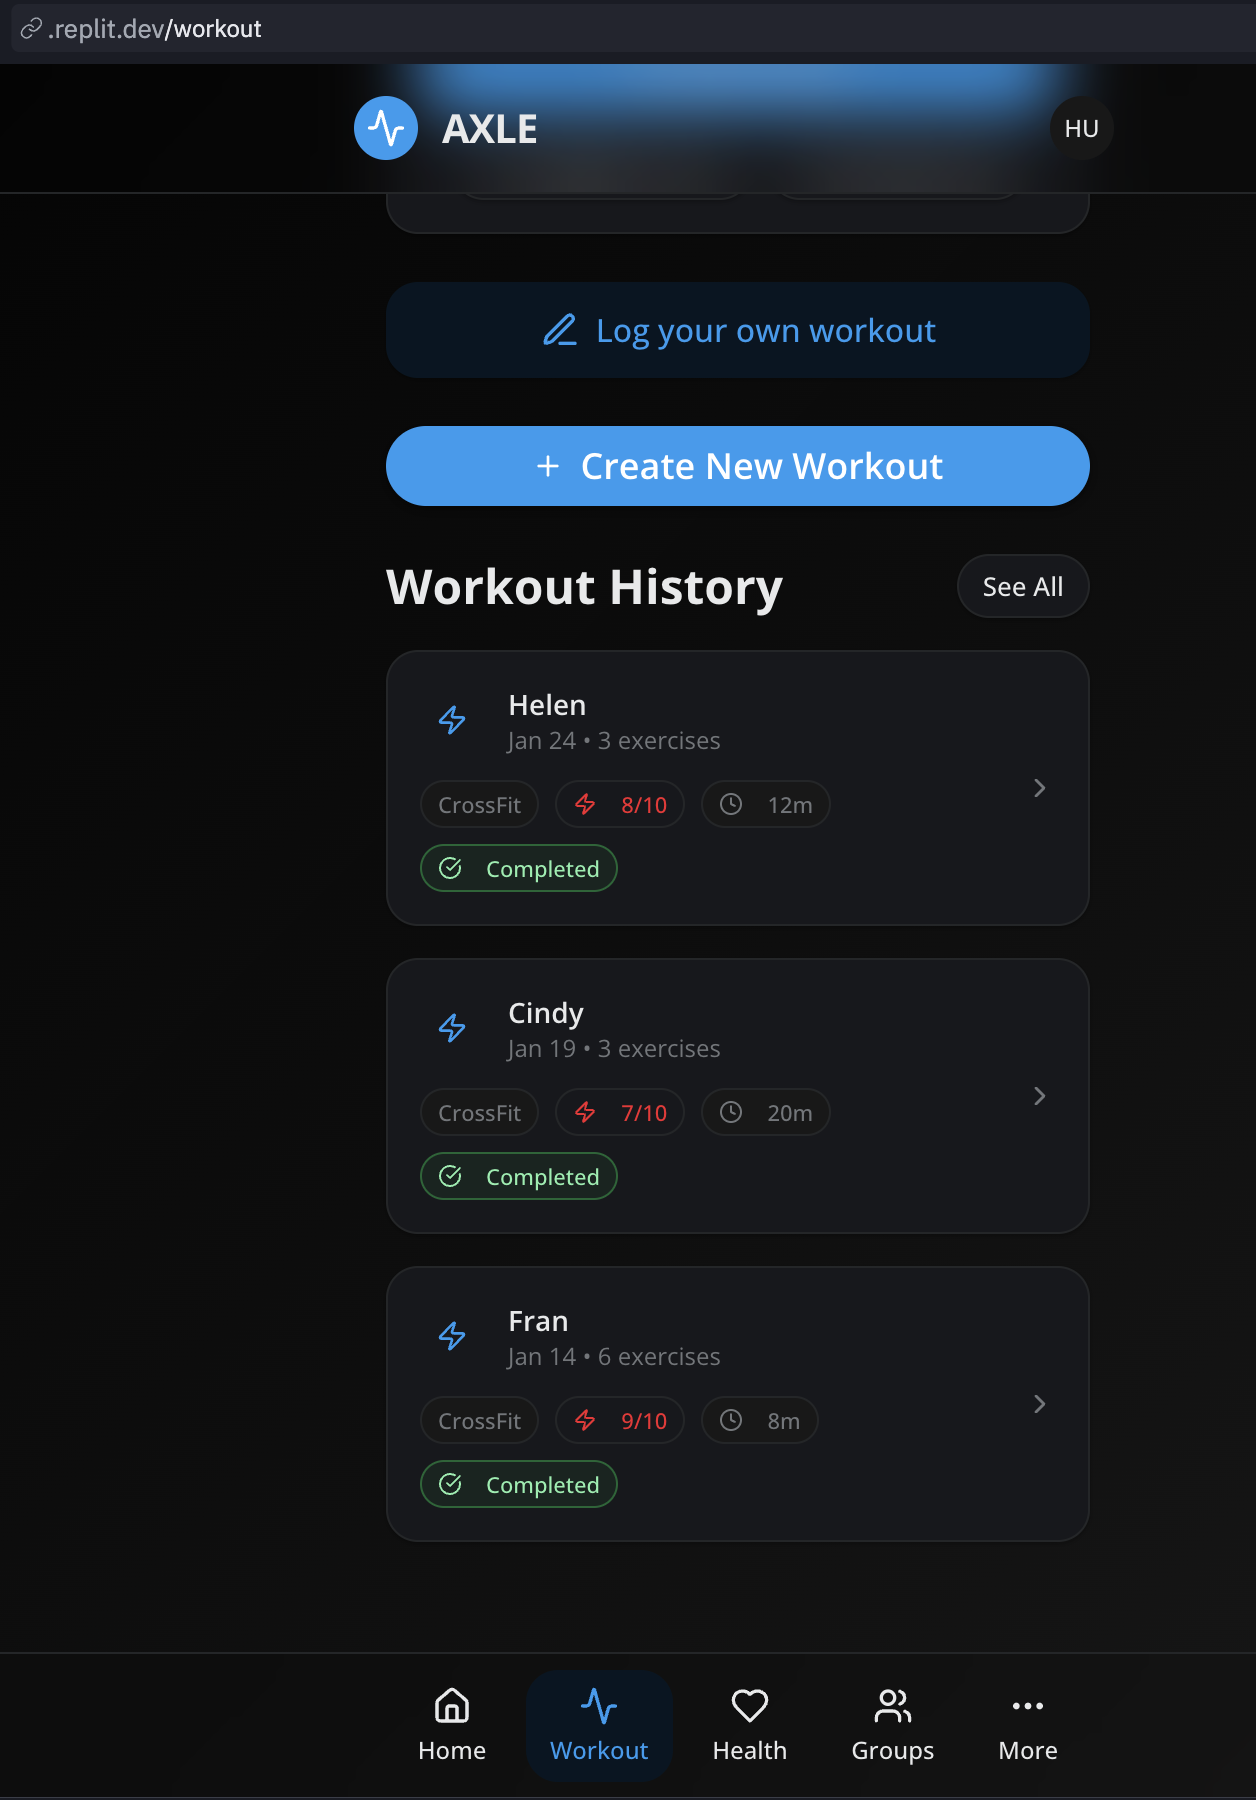 .replit.dev/workout
AXLE
HU
Log your own workout
+ Create New Workout
Workout History
See All
Helen
Jan 24 • 3 exercises
CrossFit
8/10
12m
Completed
Cindy
Jan 19 • 3 exercises
CrossFit
7/10
20m
Completed
Fran
Jan 14 • 6 exercises
CrossFit
9/10
8m
Completed
Home
Workout
Health
Groups
More